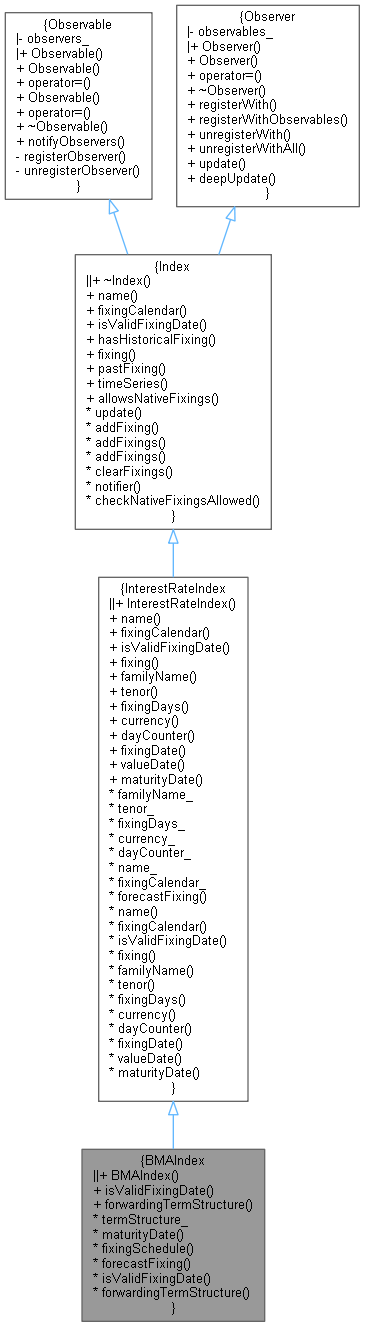 {Observable
|- observers_
|+ Observable()
+ Observable()
+ operator=()
+ Observable()
+ operator=()
+ ~Observable()
+ notifyObservers()
- registerObserver()
- unregisterObserver()
}
{Observer
|- observables_
|+ Observer()
+ Observer()
+ operator=()
+ ~Observer()
+ registerWith()
+ registerWithObservables()
+ unregisterWith()
+ unregisterWithAll()
+ update()
+ deepUpdate()
}
{Index
||+ ~Index()
+ name()
+ fixingCalendar()
+ isValidFixingDate()
+ hasHistoricalFixing()
+ fixing()
+ pastFixing()
+ timeSeries()
+ allowsNativeFixings()
* update()
* addFixing()
* addFixings()
* addFixings()
* clearFixings()
* notifier()
* checkNativeFixingsAllowed()
}
{InterestRateIndex
||+ InterestRateIndex()
+ name()
+ fixingCalendar()
+ isValidFixingDate()
+ fixing()
+ familyName()
+ tenor()
+ fixingDays()
+ currency()
+ dayCounter()
+ fixingDate()
+ valueDate()
+ maturityDate()
* familyName_
* tenor_
* fixingDays_
* currency_
* dayCounter_
* name_
* fixingCalendar_
* forecastFixing()
* name()
* fixingCalendar()
* isValidFixingDate()
* fixing()
* familyName()
* tenor()
* fixingDays()
* currency()
* dayCounter()
* fixingDate()
* valueDate()
* maturityDate()
}
{BMAIndex
||+ BMAIndex()
+ isValidFixingDate()
+ forwardingTermStructure()
* termStructure_
* maturityDate()
* fixingSchedule()
* forecastFixing()
* isValidFixingDate()
* forwardingTermStructure()
}